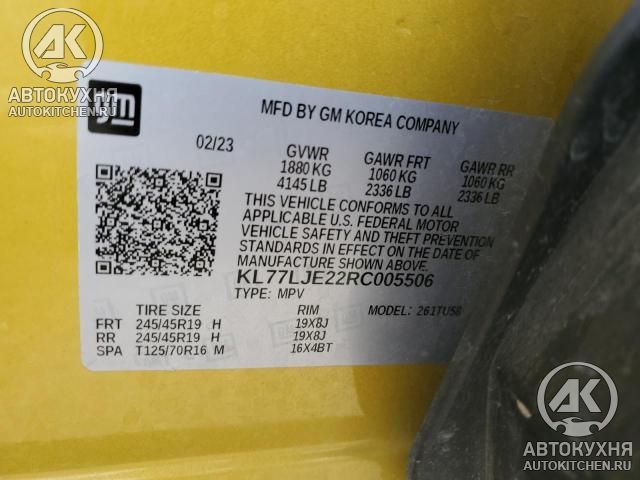 АВТОКУХНЯ
AUTOKITCHEN.RU
gm
MFD BY GM KOREA COMPANY
02/23 GVWR GAWR FRT GAWR RR
1880 KG 1060 KG 1060 KG
4145 LB 2336 LB 2336 LB
THIS VEHICLE CONFORMS TO ALL
APPLICABLE U.S. FEDERAL MOTOR
VEHICLE SAFETY AND THEFT PREVENTION
STANDARDS IN EFFECT ON THE DATE OF
MANUFACTURE SHOWN ABOVE.
KL77LJE22RC005506
TYPE: MPV MODEL: 261TU58
TIRE SIZE RIM
FRT 245/45R19 H 19X8J
RR 245/45R19 H 19X8J
SPA T125/70R16 M 16X4BT
АК
АВТОКУХНЯ
AUTOKITCHEN.RU